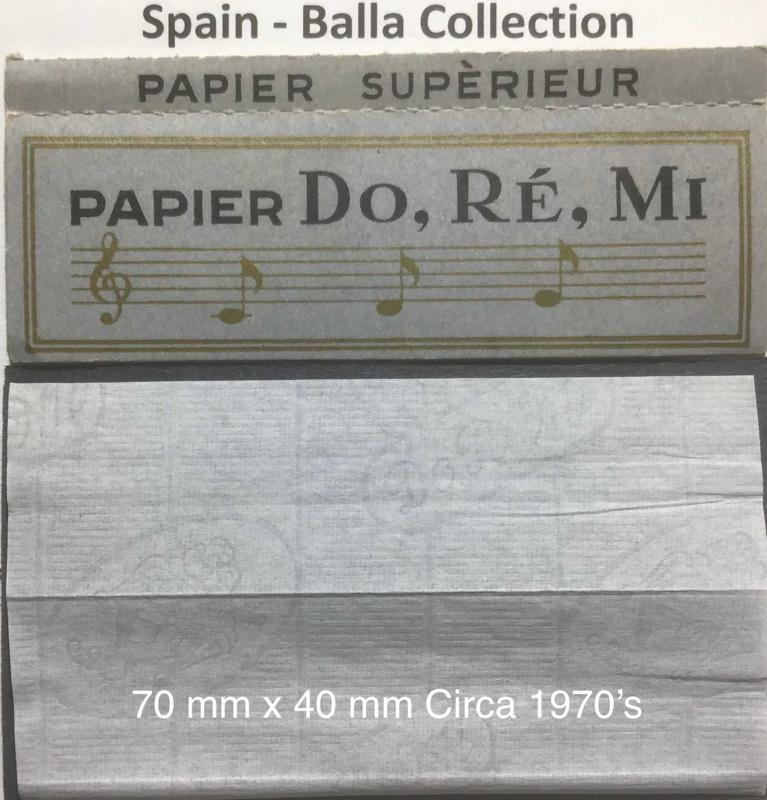 Spain - Balla Collection
PAPIER SUPÈRIEUR
PAPIER DO, RÉ, MI
70 mm x 40 mm Circa 1970's